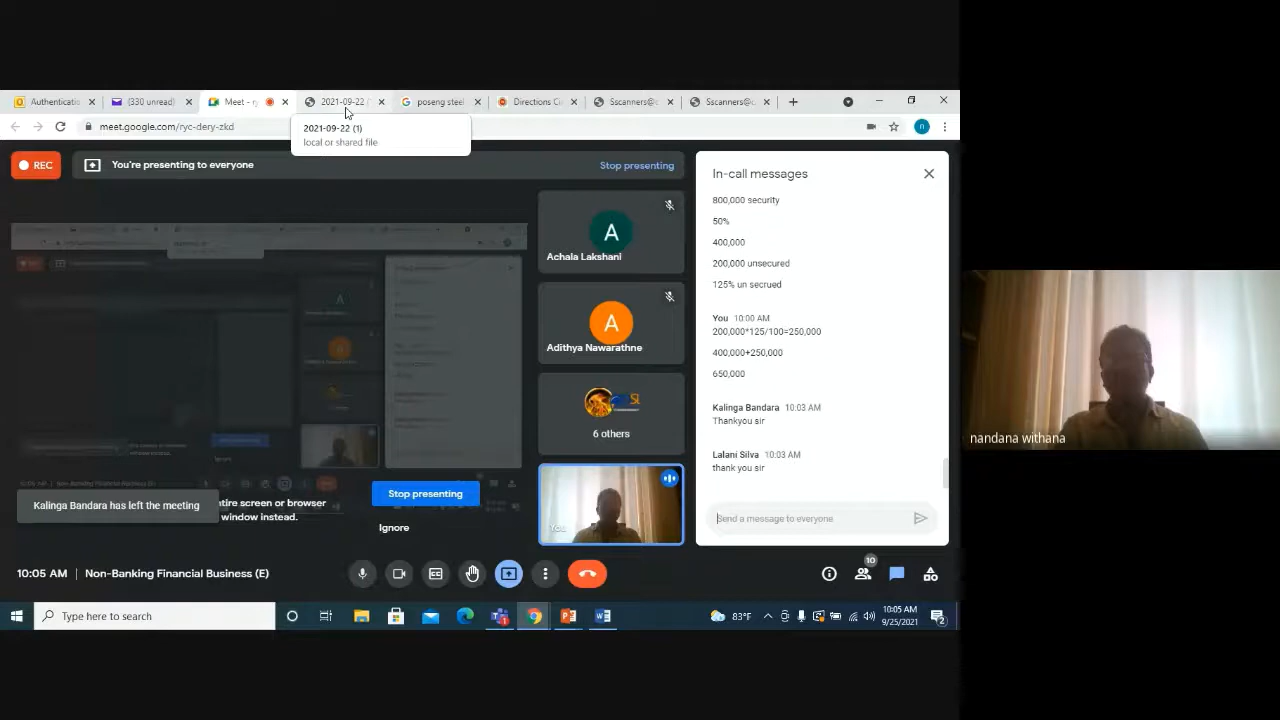 Authenticatio
(330 unread)
Meet - ry
2021-09-22 (
poseng steel
Directions Ci
Sscanners@c
Sscanners@c
meet.google.com/ryc-dery-zkd
2021-09-22 (1)
local or shared file
REC
You're presenting to everyone
Stop presenting
In-call messages
800,000 security
50%
400,000
200,000 unsecured
125% un secrued
You 10:00 AM
200,000*125/100=250,000
400,000+250,000
650,000
Kalinga Bandara 10:03 AM
Thankyou sir
Lalani Silva 10:03 AM
thank you sir
Send a message to everyone
A
Achala Lakshani
A
Adithya Nawarathne
6 others
You
Kalinga Bandara has left the meeting
tire screen or browser
window instead.
Stop presenting
Ignore
10:05 AM | Non-Banking Financial Business (E)
10
Type here to search
83°F
10:05 AM
9/25/2021
2
nandana withana